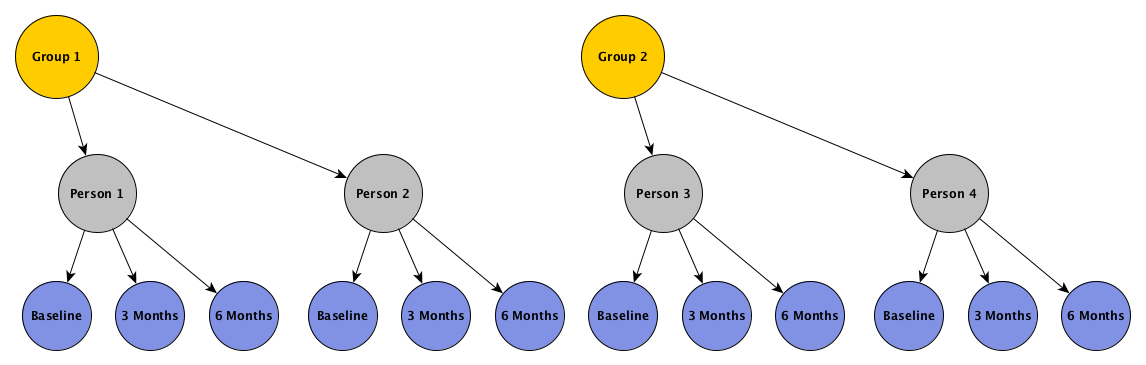 Group 1
Group 2
Person 1
Person 2
Person 3
Person 4
Baseline
3 Months
6 Months
Baseline
3 Months
6 Months
Baseline
3 Months
6 Months
Baseline
3 Months
6 Months